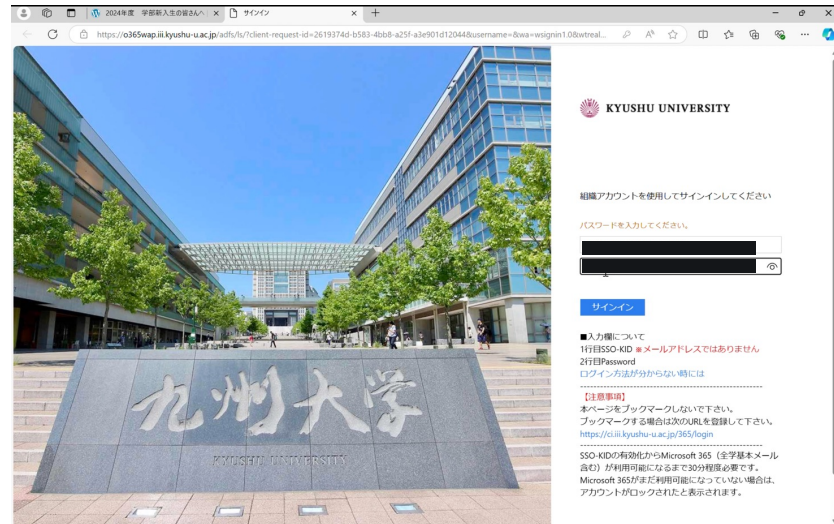 2024年度 学部新入生の皆さんへ
サインイン
https://o365wap.iii.kyushu-u.ac.jp/adfs/ls/?client-request-id=2619374d-b583-4bb8-a25f-a3e901d12044&username=&wa=wsignin1.0&wtreal...
KYUSHU UNIVERSITY
組織アカウントを使用してサインインしてください
パスワードを入力してください。
サインイン
■入力欄について
1行目SSO-KID ※メールアドレスではありません
2行目Password
ログイン方法が分からない時には
【注意事項】
本ページをブックマークしないで下さい。
ブックマークする場合は次のURLを登録して下さい。
https://ci.iii.kyushu-u.ac.jp/365/login
SSO-KIDの有効化からMicrosoft 365（全学基本メール
含む）が利用可能になるまで30分程度必要です。
Microsoft 365がまだ利用可能になっていない場合は、
アカウントがロックされたと表示されます。
九州大学
KYUSHU UNIVERSITY